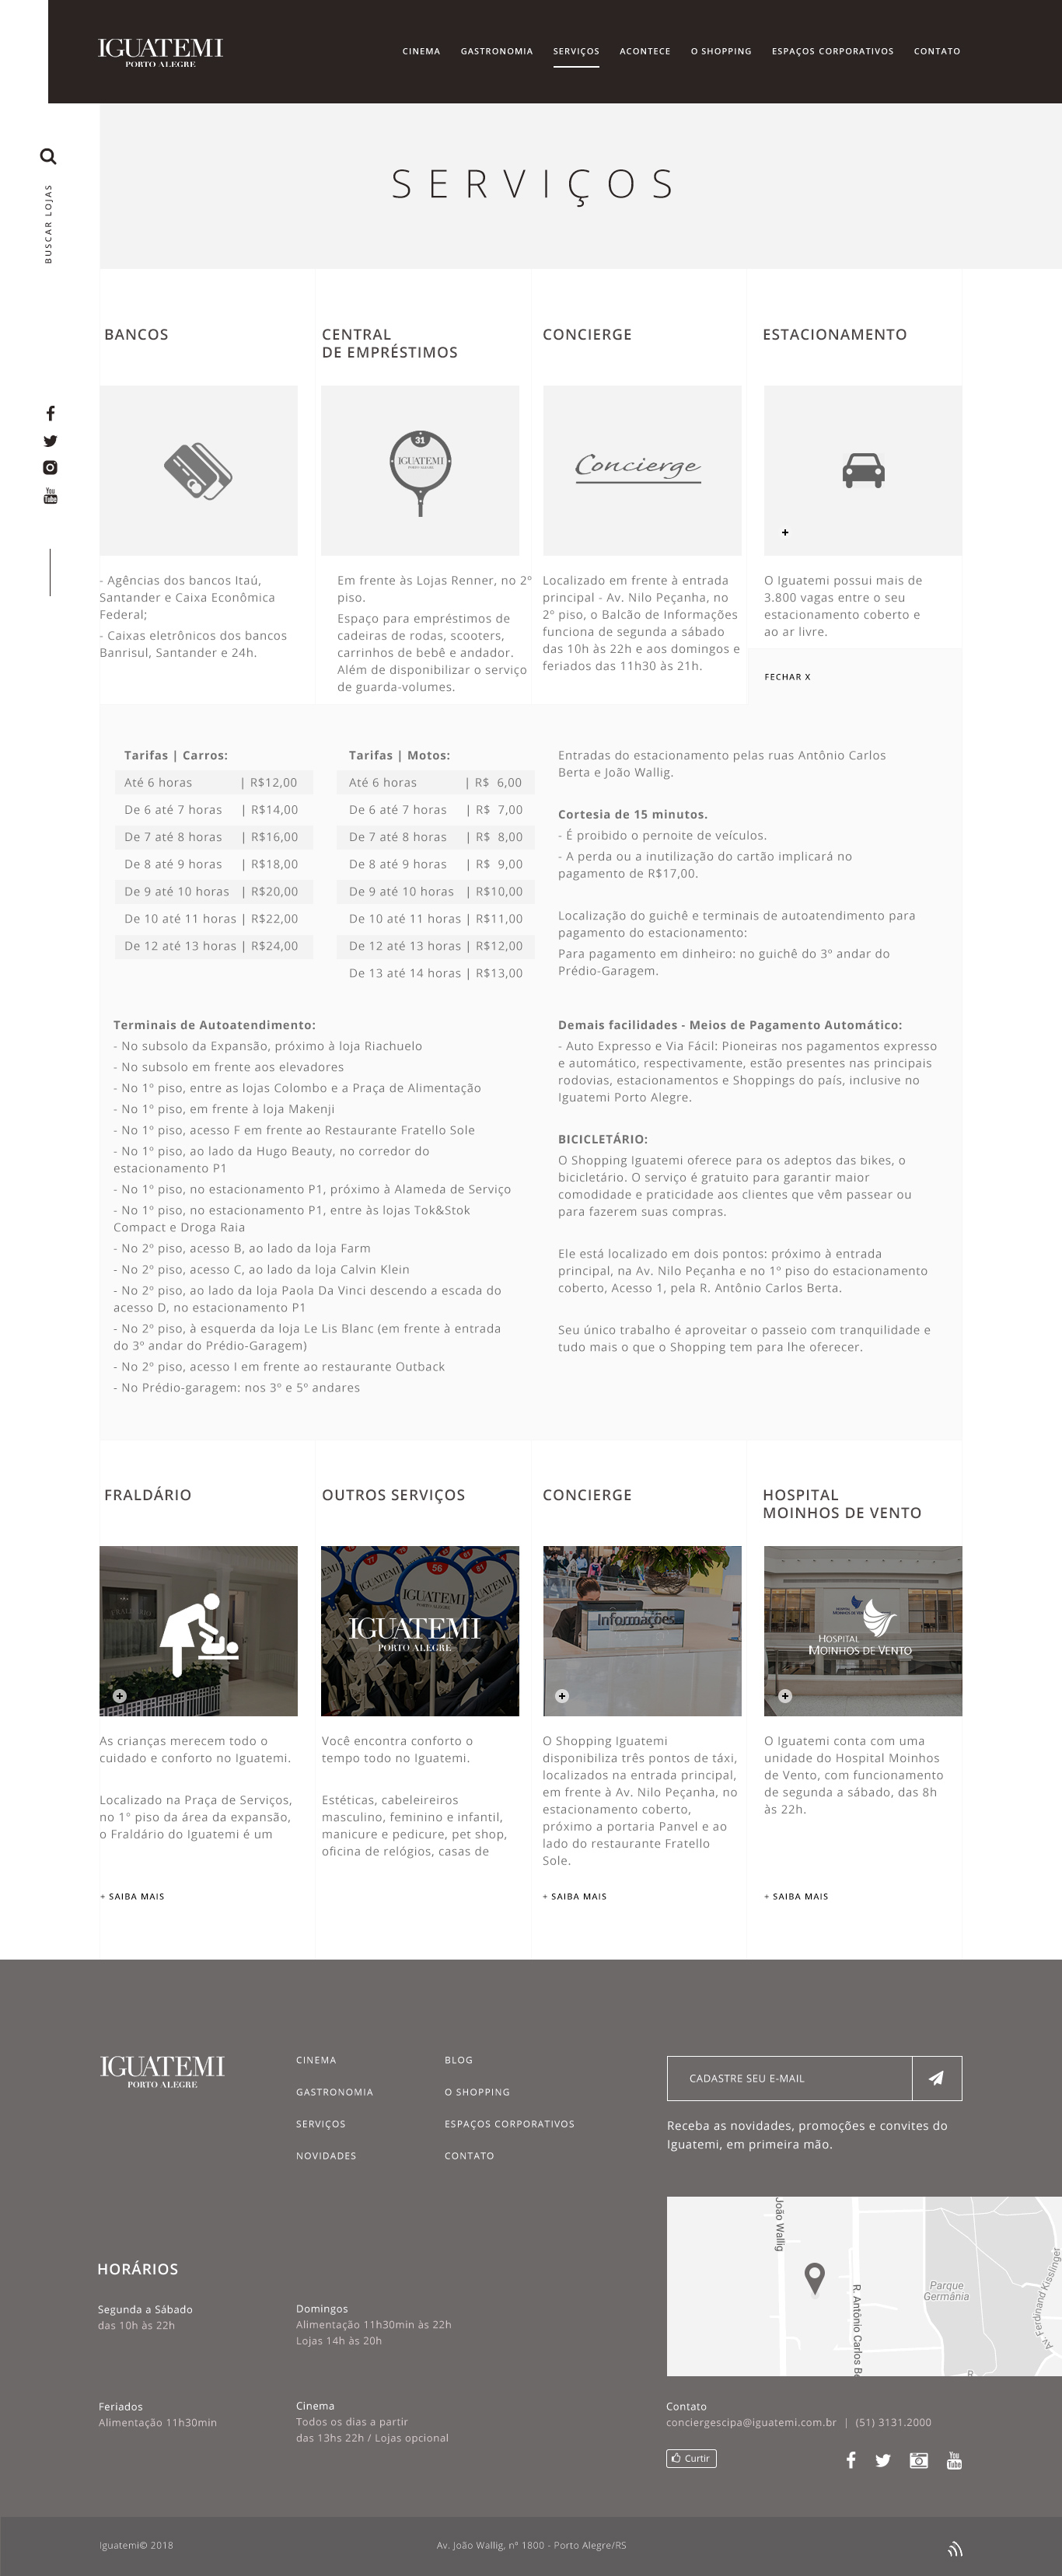 IGUATEMI
PORTO ALEGRE
CINEMA GASTRONOMIA SERVIÇOS ACONTECE O SHOPPING ESPAÇOS CORPORATIVOS CONTATO
BUSCAR LOJAS
SERVIÇOS
BANCOS
- Agências dos bancos Itaú,
Santander e Caixa Econômica
Federal;
- Caixas eletrônicos dos bancos
Banrisul, Santander e 24h.
CENTRAL
DE EMPRÉSTIMOS
31
IGUATEMI
PORTO ALEGRE
Em frente às Lojas Renner, no 2º
piso.
Espaço para empréstimos de
cadeiras de rodas, scooters,
carrinhos de bebê e andador.
Além de disponibilizar o serviço
de guarda-volumes.
CONCIERGE
Concierge
Localizado em frente à entrada
principal - Av. Nilo Peçanha, no
2º piso, o Balcão de Informações
funciona de segunda a sábado
das 10h às 22h e aos domingos e
feriados das 11h30 às 21h.
ESTACIONAMENTO
+
O Iguatemi possui mais de
3.800 vagas entre o seu
estacionamento coberto e
ao ar livre.
FECHAR X
Tarifas | Carros:
Até 6 horas | R$12,00
De 6 até 7 horas | R$14,00
De 7 até 8 horas | R$16,00
De 8 até 9 horas | R$18,00
De 9 até 10 horas | R$20,00
De 10 até 11 horas | R$22,00
De 12 até 13 horas | R$24,00
Tarifas | Motos:
Até 6 horas | R$ 6,00
De 6 até 7 horas | R$ 7,00
De 7 até 8 horas | R$ 8,00
De 8 até 9 horas | R$ 9,00
De 9 até 10 horas | R$10,00
De 10 até 11 horas | R$11,00
De 12 até 13 horas | R$12,00
De 13 até 14 horas | R$13,00
Entradas do estacionamento pelas ruas Antônio Carlos
Berta e João Wallig.
Cortesia de 15 minutos.
- É proibido o pernoite de veículos.
- A perda ou a inutilização do cartão implicará no
pagamento de R$17,00.
Localização do guichê e terminais de autoatendimento para
pagamento do estacionamento:
Para pagamento em dinheiro: no guichê do 3º andar do
Prédio-Garagem.
Terminais de Autoatendimento:
- No subsolo da Expansão, próximo à loja Riachuelo
- No subsolo em frente aos elevadores
- No 1º piso, entre as lojas Colombo e a Praça de Alimentação
- No 1º piso, em frente à loja Makenji
- No 1º piso, acesso F em frente ao Restaurante Fratello Sole
- No 1º piso, ao lado da Hugo Beauty, no corredor do
estacionamento P1
- No 1º piso, no estacionamento P1, próximo à Alameda de Serviço
- No 1º piso, no estacionamento P1, entre às lojas Tok&Stok
Compact e Droga Raia
- No 2º piso, acesso B, ao lado da loja Farm
- No 2º piso, acesso C, ao lado da loja Calvin Klein
- No 2º piso, ao lado da loja Paola Da Vinci descendo a escada do
acesso D, no estacionamento P1
- No 2º piso, à esquerda da loja Le Lis Blanc (em frente à entrada
do 3º andar do Prédio-Garagem)
- No 2º piso, acesso I em frente ao restaurante Outback
- No Prédio-garagem: nos 3º e 5º andares
Demais facilidades - Meios de Pagamento Automático:
- Auto Expresso e Via Fácil: Pioneiras nos pagamentos expresso
e automático, respectivamente, estão presentes nas principais
rodovias, estacionamentos e Shoppings do país, inclusive no
Iguatemi Porto Alegre.
BICICLETÁRIO:
O Shopping Iguatemi oferece para os adeptos das bikes, o
bicicletário. O serviço é gratuito para garantir maior
comodidade e praticidade aos clientes que vêm passear ou
para fazerem suas compras.
Ele está localizado em dois pontos: próximo à entrada
principal, na Av. Nilo Peçanha e no 1º piso do estacionamento
coberto, Acesso 1, pela R. Antônio Carlos Berta.
Seu único trabalho é aproveitar o passeio com tranquilidade e
tudo mais o que o Shopping tem para lhe oferecer.
FRALDÁRIO
As crianças merecem todo o
cuidado e conforto no Iguatemi.
Localizado na Praça de Serviços,
no 1° piso da área da expansão,
o Fraldário do Iguatemi é um
+ SAIBA MAIS
OUTROS SERVIÇOS
56
IGUATEMI
IGUATEMI
PORTO ALEGRE
Você encontra conforto o
tempo todo no Iguatemi.
Estéticas, cabeleireiros
masculino, feminino e infantil,
manicure e pedicure, pet shop,
oficina de relógios, casas de
CONCIERGE
Informações
O Shopping Iguatemi
disponibiliza três pontos de táxi,
localizados na entrada principal,
em frente à Av. Nilo Peçanha, no
estacionamento coberto,
próximo a portaria Panvel e ao
lado do restaurante Fratello
Sole.
+ SAIBA MAIS
HOSPITAL
MOINHOS DE VENTO
HOSPITAL
MOINHOS DE VENTO
O Iguatemi conta com uma
unidade do Hospital Moinhos
de Vento, com funcionamento
de segunda a sábado, das 8h
às 22h.
+ SAIBA MAIS
IGUATEMI
PORTO ALEGRE
CINEMA
GASTRONOMIA
SERVIÇOS
NOVIDADES
BLOG
O SHOPPING
ESPAÇOS CORPORATIVOS
CONTATO
CADASTRE SEU E-MAIL
Receba as novidades, promoções e convites do
Iguatemi, em primeira mão.
João Wallig
R. Antônio Carlos Be
Parque
Germânia
Av. Ferdinand Kisslinger
R
HORÁRIOS
Segunda a Sábado
das 10h às 22h
Domingos
Alimentação 11h30min às 22h
Lojas 14h às 20h
Feriados
Alimentação 11h30min
Cinema
Todos os dias a partir
das 13hs 22h / Lojas opcional
Contato
conciergescipa@iguatemi.com.br | (51) 3131.2000
Curtir
You Tube
Iguatemi© 2018
Av. João Wallig, nº 1800 - Porto Alegre/RS